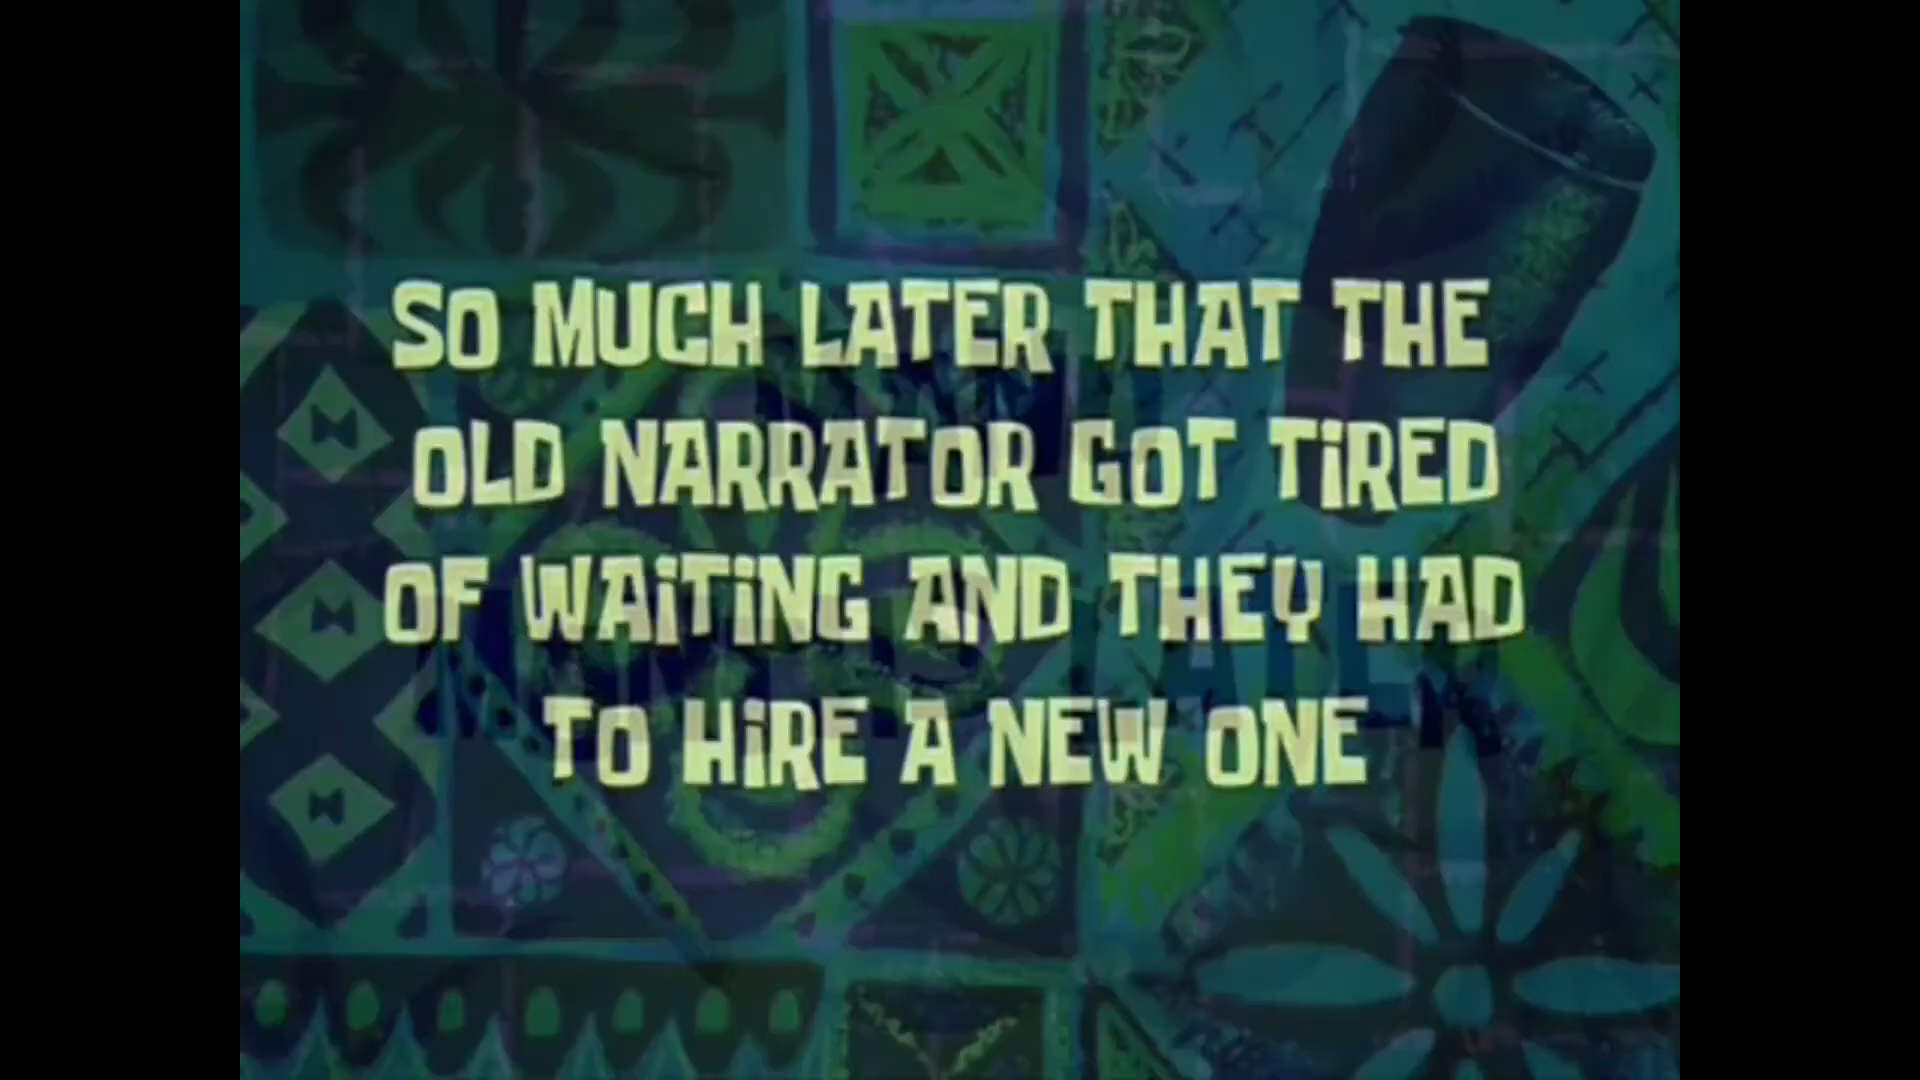 SO MUCH LATER THAT THE
OLD NARRATOR GOT TiRED
OF WAiTiNG AND THEY HAD
TO HiRE A NEW ONE